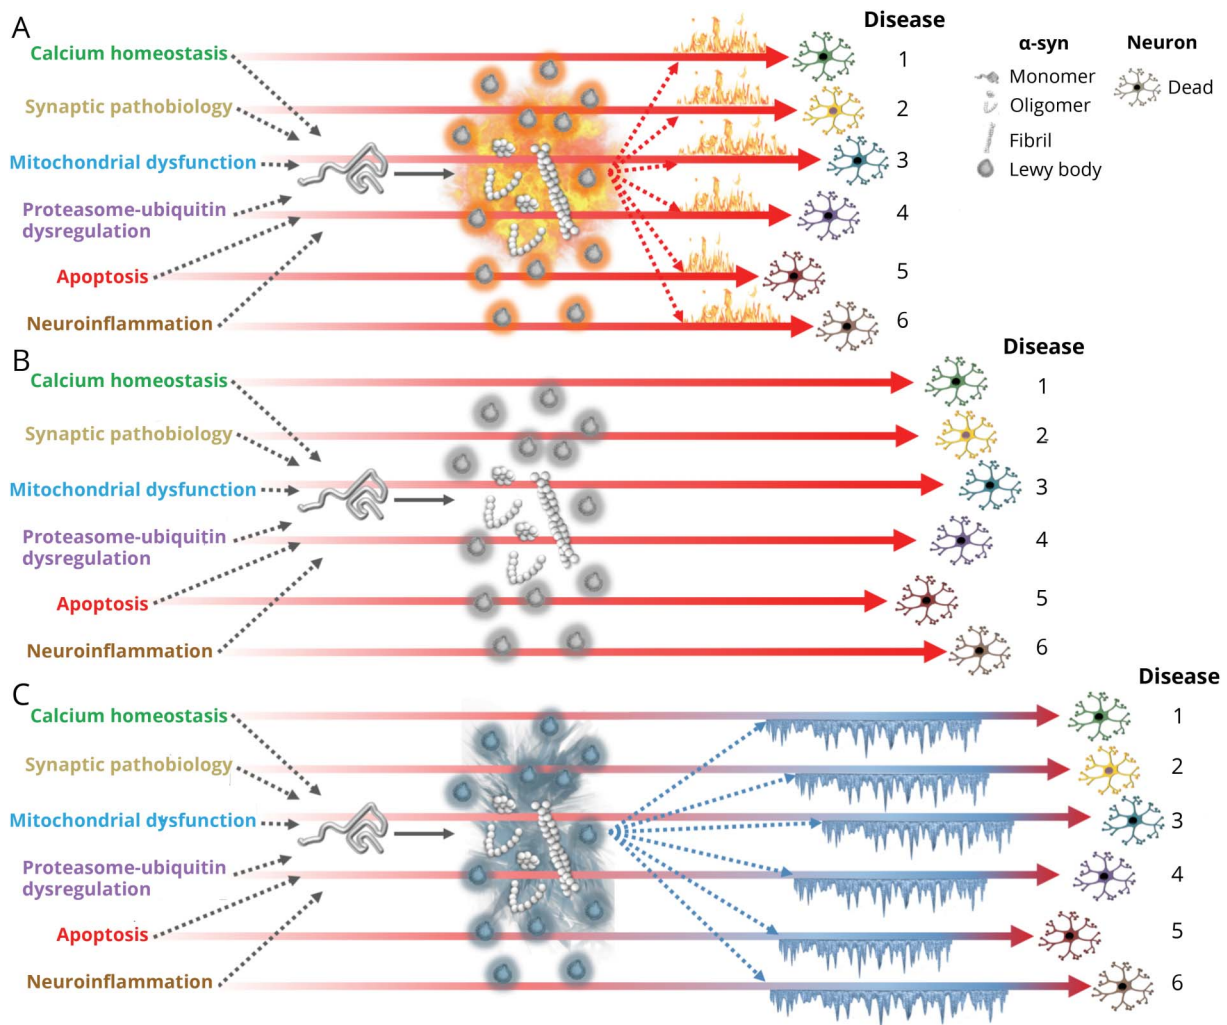 A
Disease
α-syn
Neuron
Calcium homeostasis
1
Monomer
Dead
Synaptic pathobiology
2
Oligomer
Fibril
Mitochondrial dysfunction
3
Lewy body
Proteasome-ubiquitin
dysregulation
4
Apoptosis
5
Neuroinflammation
6
B
Disease
Calcium homeostasis
1
Synaptic pathobiology
2
Mitochondrial dysfunction
3
Proteasome-ubiquitin
dysregulation
4
Apoptosis
5
Neuroinflammation
6
C
Disease
Calcium homeostasis
1
Synaptic pathobiology
2
Mitochondrial dysfunction
3
Proteasome-ubiquitin
dysregulation
4
Apoptosis
5
Neuroinflammation
6